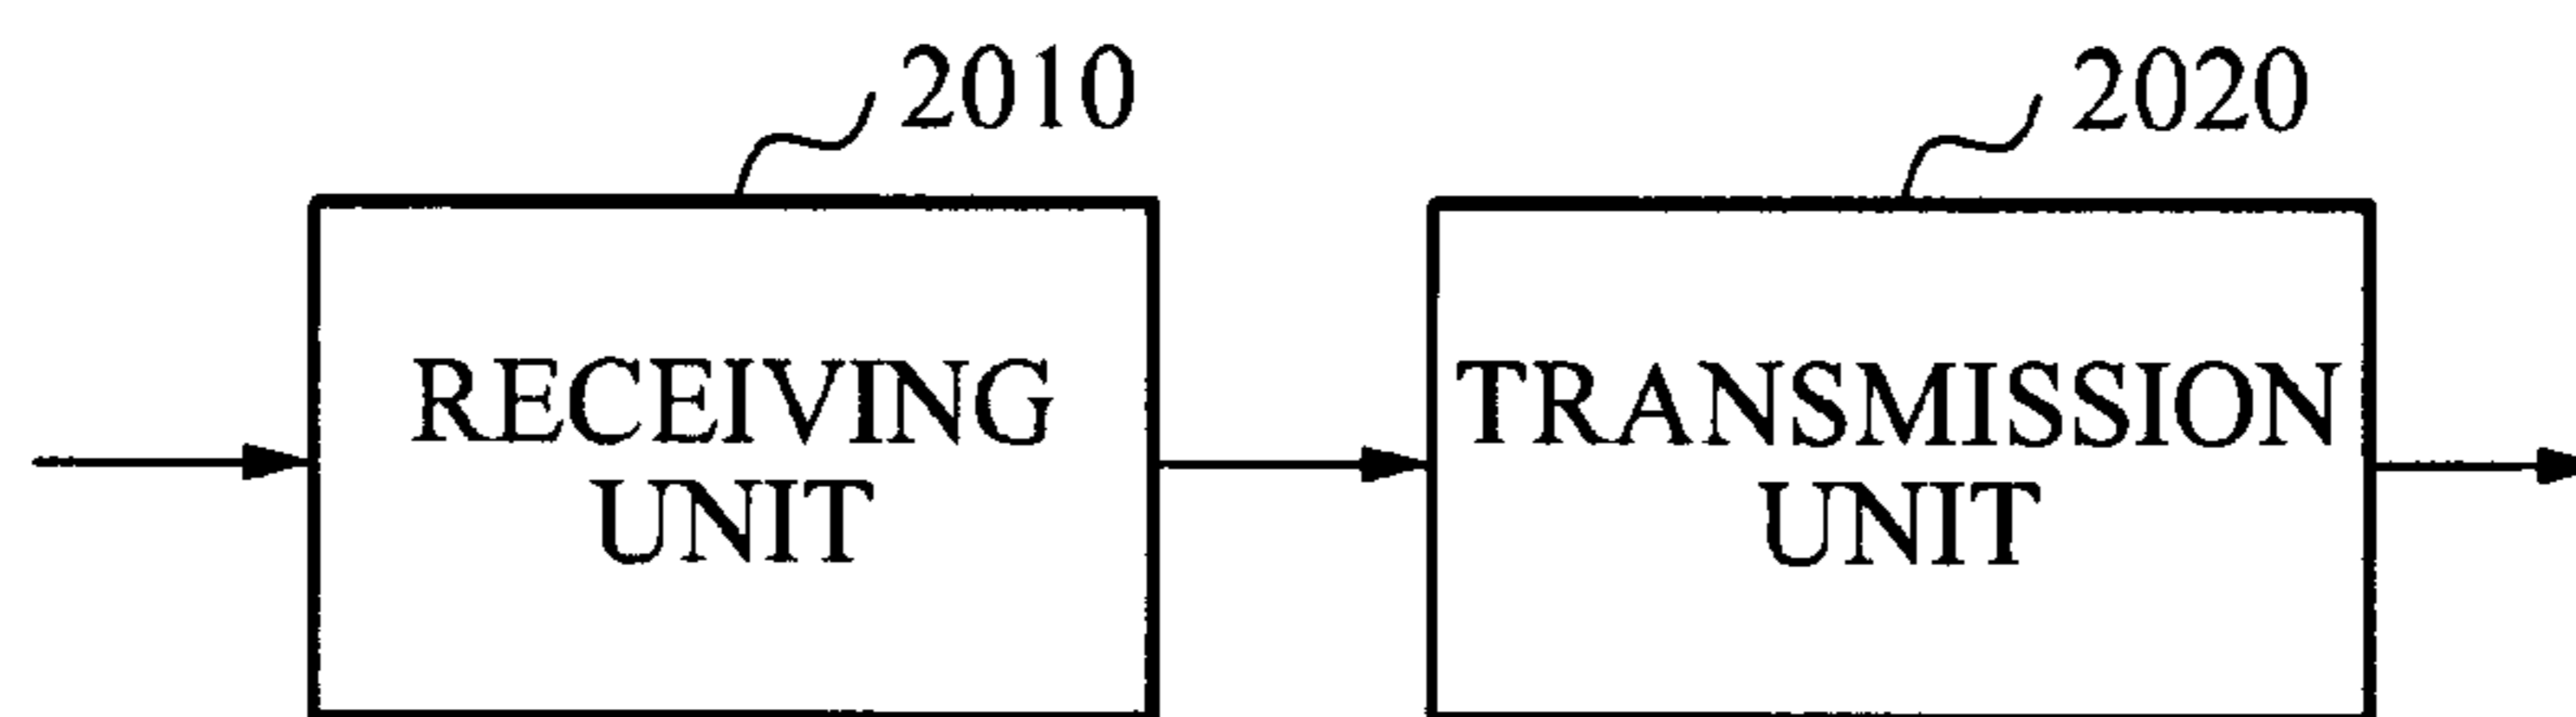 2010
2020
RECEIVING
UNIT
TRANSMISSION
UNIT